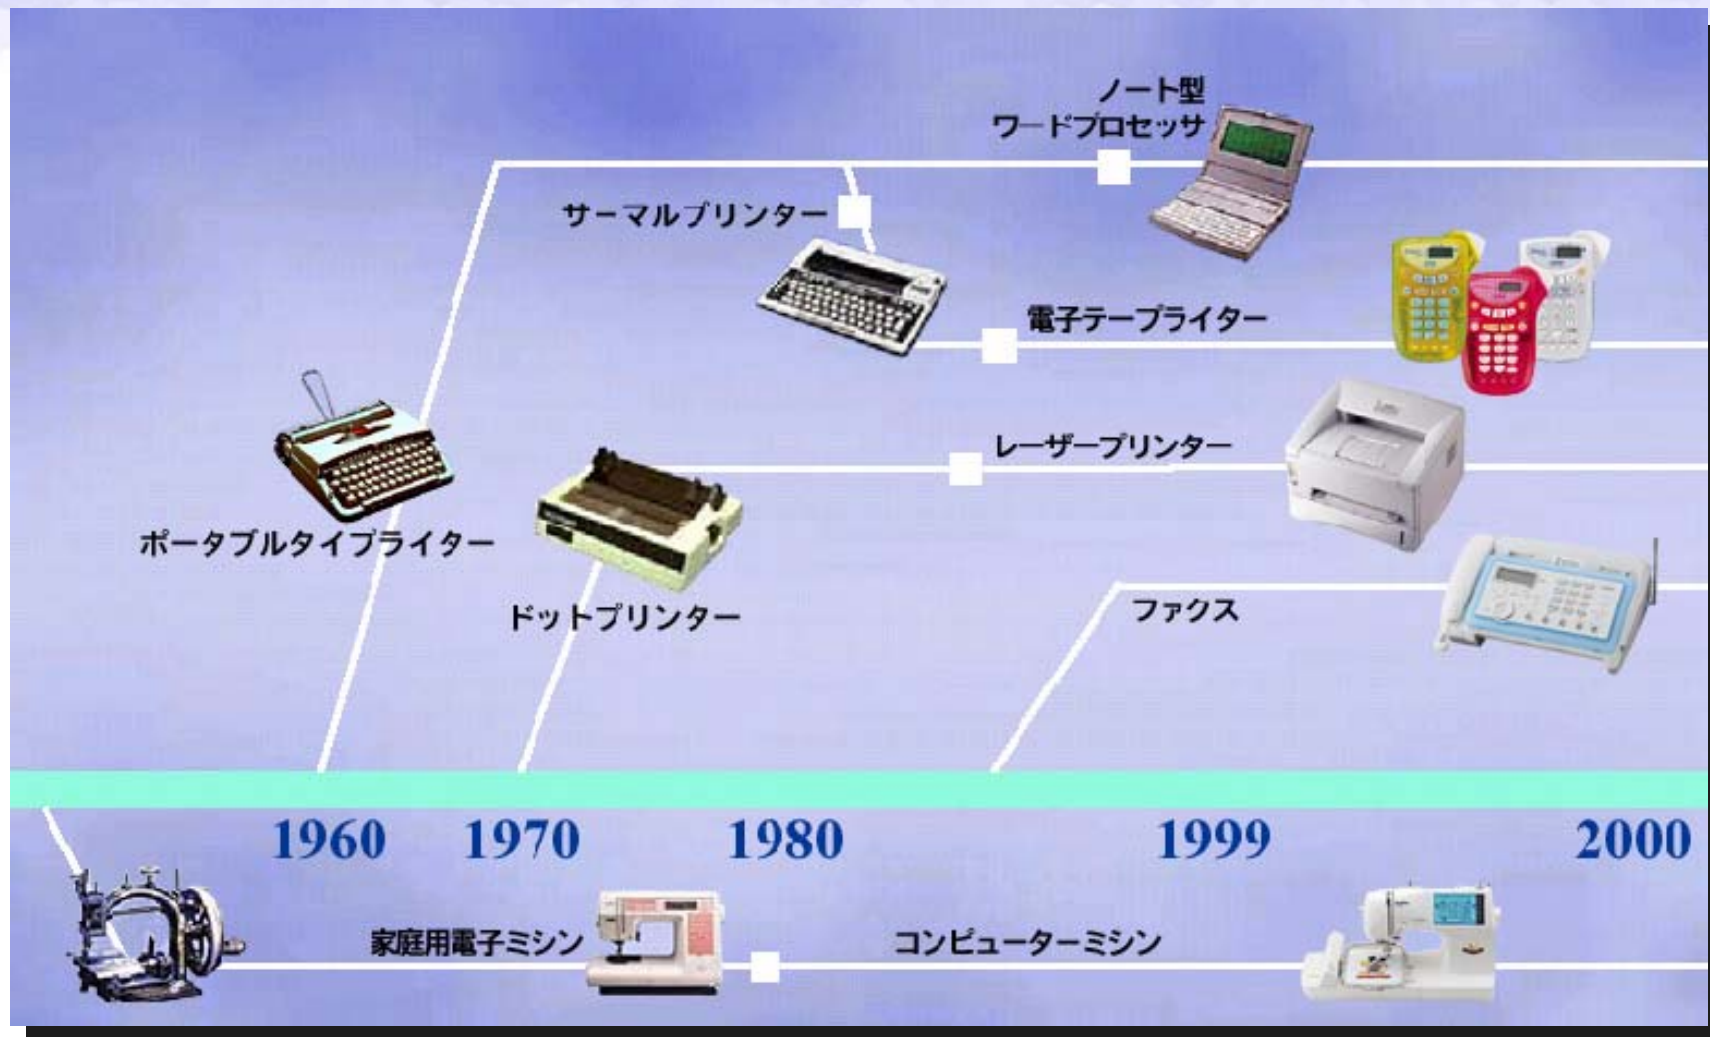 ノート型
ワードプロセッサ
サーマルプリンター
電子テープライター
レーザープリンター
ポータブルタイプライター
ドットプリンター
ファクス
1960
1970
1980
1999
2000
家庭用電子ミシン
コンピューターミシン